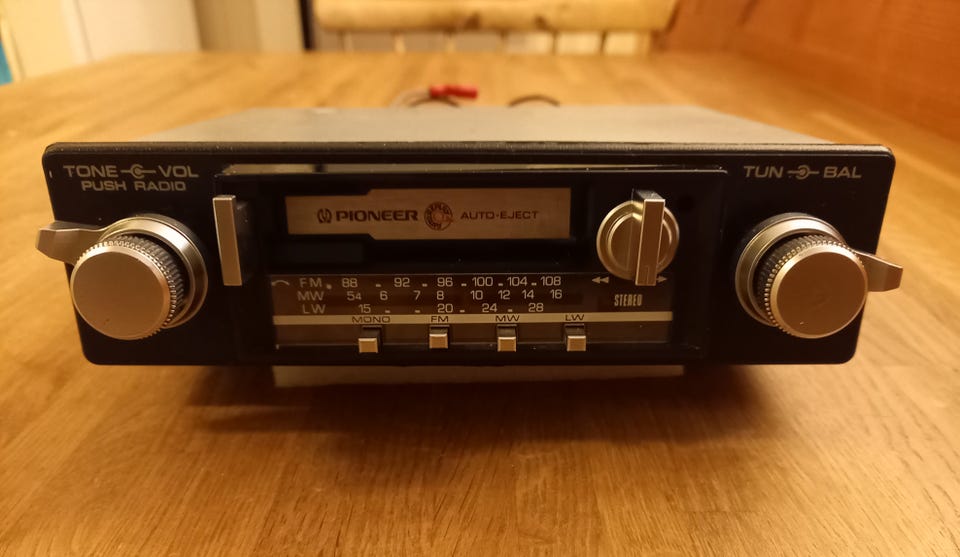 TONE VOL
PUSH RADIO
TUN BAL
PIONEER AUTO-EJECT
FM 88 92 96 100 104 108
MW 54 6 7 8 10 12 14 16
LW 15 20 24 28
STEREO
MONO FM MW LW